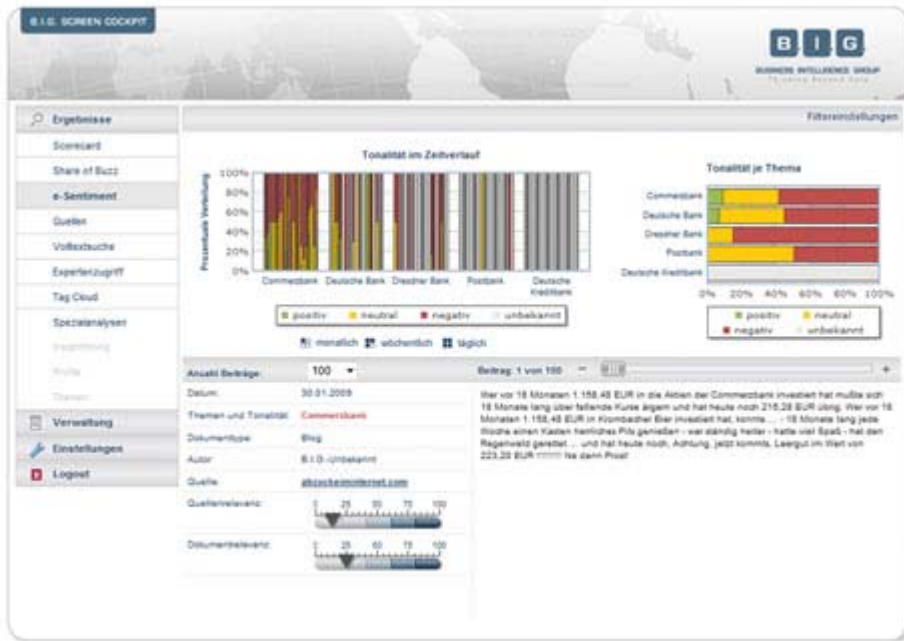 B.I.G. SCREEN COCKPIT
B.I.G.
BUSINESS INTELLIGENCE GROUP
Thinking Beyond Data
Ergebnisse
Filtereinstellungen
Scorecard
Share of Buzz
e-Sentiment
Quellen
Volltextsuche
Expertenzugriff
Tag Cloud
Spezialanalysen
Profile
Themen
Verwaltung
Einstellungen
Logout
Tonalität im Zeitverlauf
Prozentuale Verteilung
100%
80%
60%
40%
20%
0%
Commerzbank Deutsche Bank Dresdner Bank Postbank Deutsche Kreditbank
positiv neutral negativ unbekannt
monatlich wöchentlich täglich
Tonalität je Thema
Commerzbank
Deutsche Bank
Dresdner Bank
Postbank
Deutsche Kreditbank
0% 20% 40% 60% 80% 100%
positiv neutral
negativ unbekannt
Anzahl Beiträge: 100
Beitrag: 1 von 100 - +
Datum: 30.01.2009
Themen und Tonalität: Commerzbank
Dokumenttype: Blog
Autor: B.I.G.-Unbekannt
Quelle:
Quellenrelevanz: 0 25 50 75 100
Dokumentrelevanz: 0 25 50 75 100
Wer vor 18 Monaten 1.158,48 EUR in die Aktien der Commerzbank investiert hat mußte sich
18 Monate lang über fallende Kurse ärgern und hat heute noch 215,28 EUR übrig. Wer vor 18
Monaten 1.158,48 EUR in Krombacher Bier investiert hat, konnte ... - 18 Monate lang jede
Woche einen Kasten herrliches Pils genießen - war ständig heiter - hatte viel Spaß - hat den
Regenwald gerettet ... und hat heute noch, Achtung, jetzt kommts, Leergut im Wert von
223,20 EUR !!!!!!! Na dann Prost!